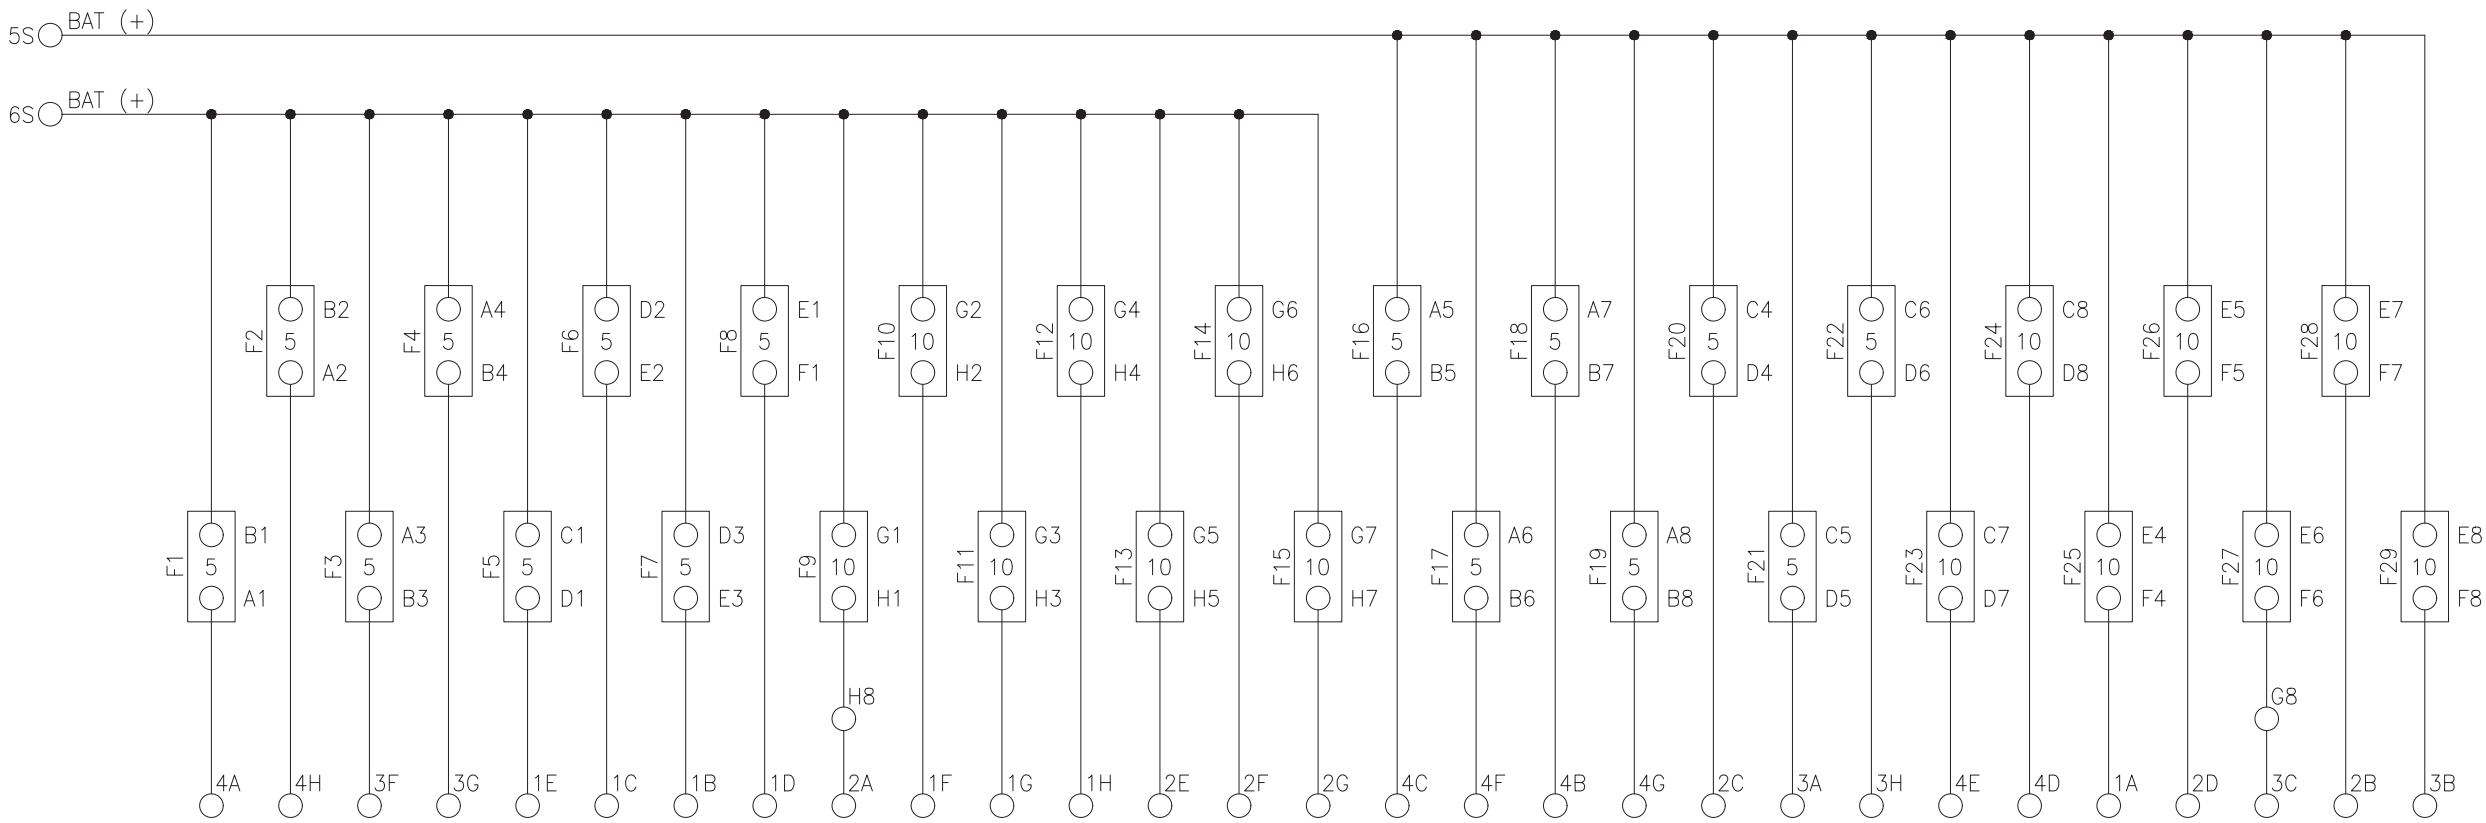 BAT (+)
5S
BAT (+)
6S
B2 A4 D2 E1 G2 G4 G6 A5 A7 C4 C6 C8 E5 E7
F2 5 F4 5 F6 5 F8 5 F10 10 F12 10 F14 10 F16 5 F18 5 F20 5 F22 5 F24 10 F26 10 F28 10
A2 B4 E2 F1 H2 H4 H6 B5 B7 D4 D6 D8 F5 F7
B1 A3 C1 D3 G1 G3 G5 G7 A6 A8 C5 C7 E4 E6 E8
F1 5 F3 5 F5 5 F7 5 F9 10 F11 10 F13 10 F15 10 F17 5 F19 5 F21 5 F23 10 F25 10 F27 10 F29 10
A1 B3 D1 E3 H1 H3 H5 H7 B6 B8 D5 D7 F4 F6 F8
H8 G8
4A 4H 3F 3G 1E 1C 1B 1D 2A 1F 1G 1H 2E 2F 2G 4C 4F 4B 4G 2C 3A 3H 4E 4D 1A 2D 3C 2B 3B